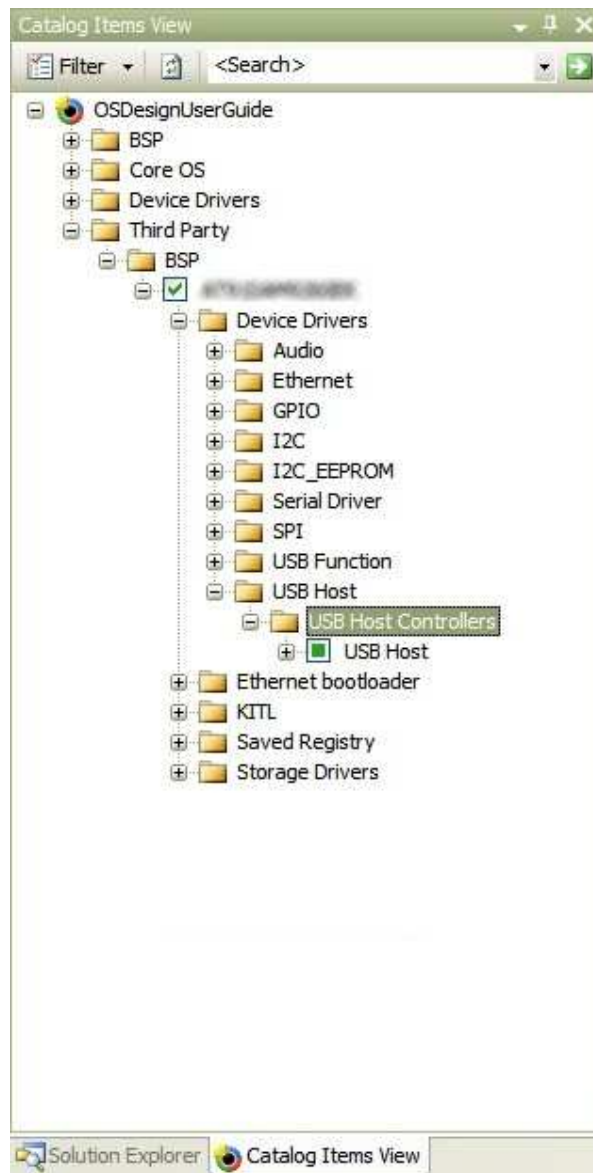 Catalog Items View
Filter <Search>
OSDesignUserGuide
BSP
Core OS
Device Drivers
Third Party
BSP
Device Drivers
Audio
Ethernet
GPIO
I2C
I2C_EEPROM
Serial Driver
SPI
USB Function
USB Host
USB Host Controllers
USB Host
Ethernet bootloader
KITL
Saved Registry
Storage Drivers
Solution Explorer Catalog Items View